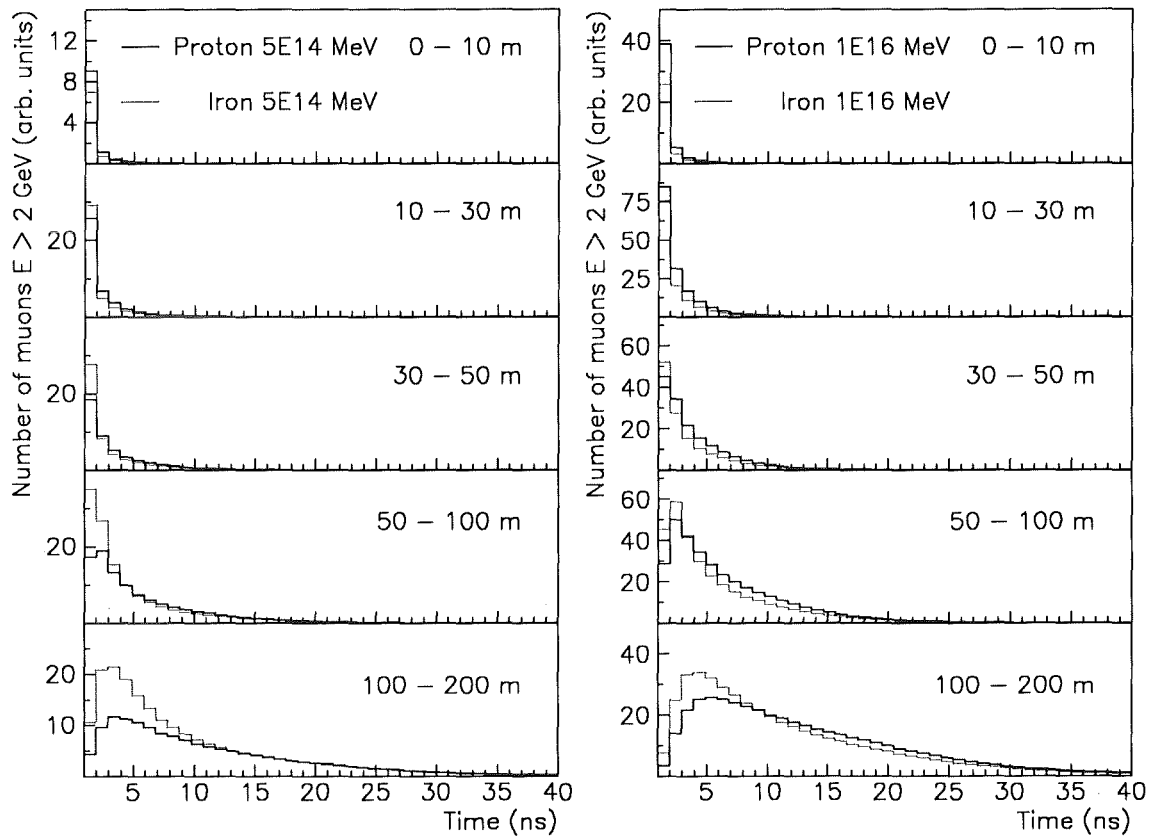 Number of muons E > 2 GeV (arb. units)
Proton 5E14 MeV 0 – 10 m
Iron 5E14 MeV
12
8
4
10 – 30 m
20
30 – 50 m
20
50 – 100 m
20
100 – 200 m
20
10
5 10 15 20 25 30 35 40
Time (ns)
Number of muons E > 2 GeV (arb. units)
Proton 1E16 MeV 0 – 10 m
Iron 1E16 MeV
40
20
10 – 30 m
75
50
25
30 – 50 m
60
40
20
50 – 100 m
60
40
20
100 – 200 m
40
20
5 10 15 20 25 30 35 40
Time (ns)